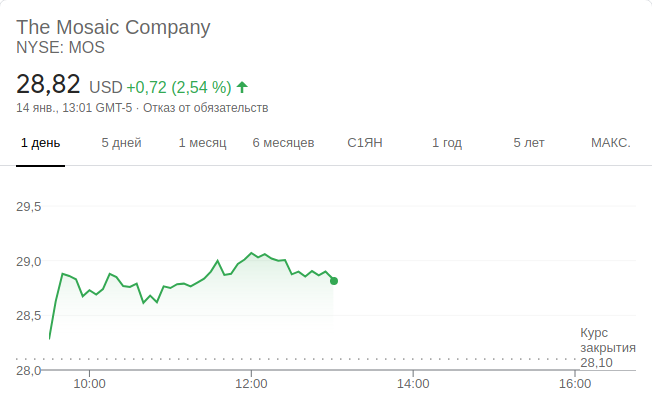 The Mosaic Company
NYSE: MOS
28,82 USD +0,72 (2,54 %)
14 янв., 13:01 GMT-5 · Отказ от обязательств
1 день 5 дней 1 месяц 6 месяцев С1ЯН 1 год 5 лет МАКС.
29,5
29,0
28,5
Курс
закрытия
28,10
28,0
10:00 12:00 14:00 16:00